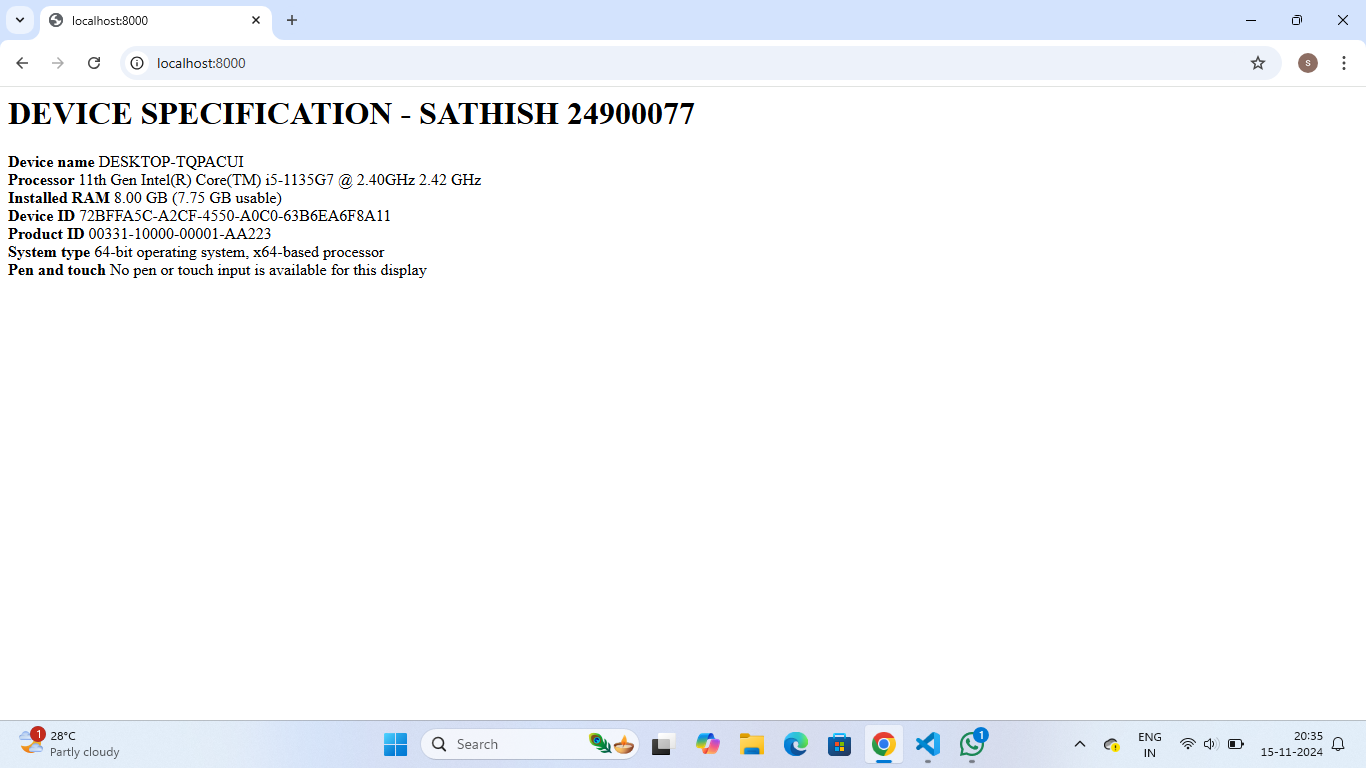 localhost:8000
localhost:8000
S
DEVICE SPECIFICATION - SATHISH 24900077
Device name DESKTOP-TQPACUI
Processor 11th Gen Intel(R) Core(TM) i5-1135G7 @ 2.40GHz 2.42 GHz
Installed RAM 8.00 GB (7.75 GB usable)
Device ID 72BFFA5C-A2CF-4550-A0C0-63B6EA6F8A11
Product ID 00331-10000-00001-AA223
System type 64-bit operating system, x64-based processor
Pen and touch No pen or touch input is available for this display
1
28°C
Partly cloudy
Search
1
ENG
IN
20:35
15-11-2024